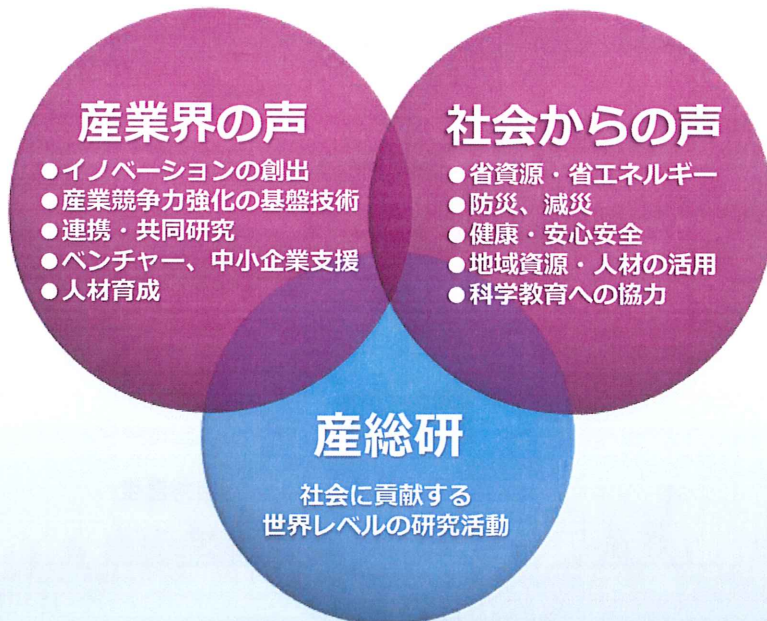 産業界の声
●イノベーションの創出
●産業競争力強化の基盤技術
●連携・共同研究
●ベンチャー、中小企業支援
●人材育成
社会からの声
●省資源・省エネルギー
●防災、減災
●健康・安心安全
●地域資源・人材の活用
●科学教育への協力
産総研
社会に貢献する
世界レベルの研究活動